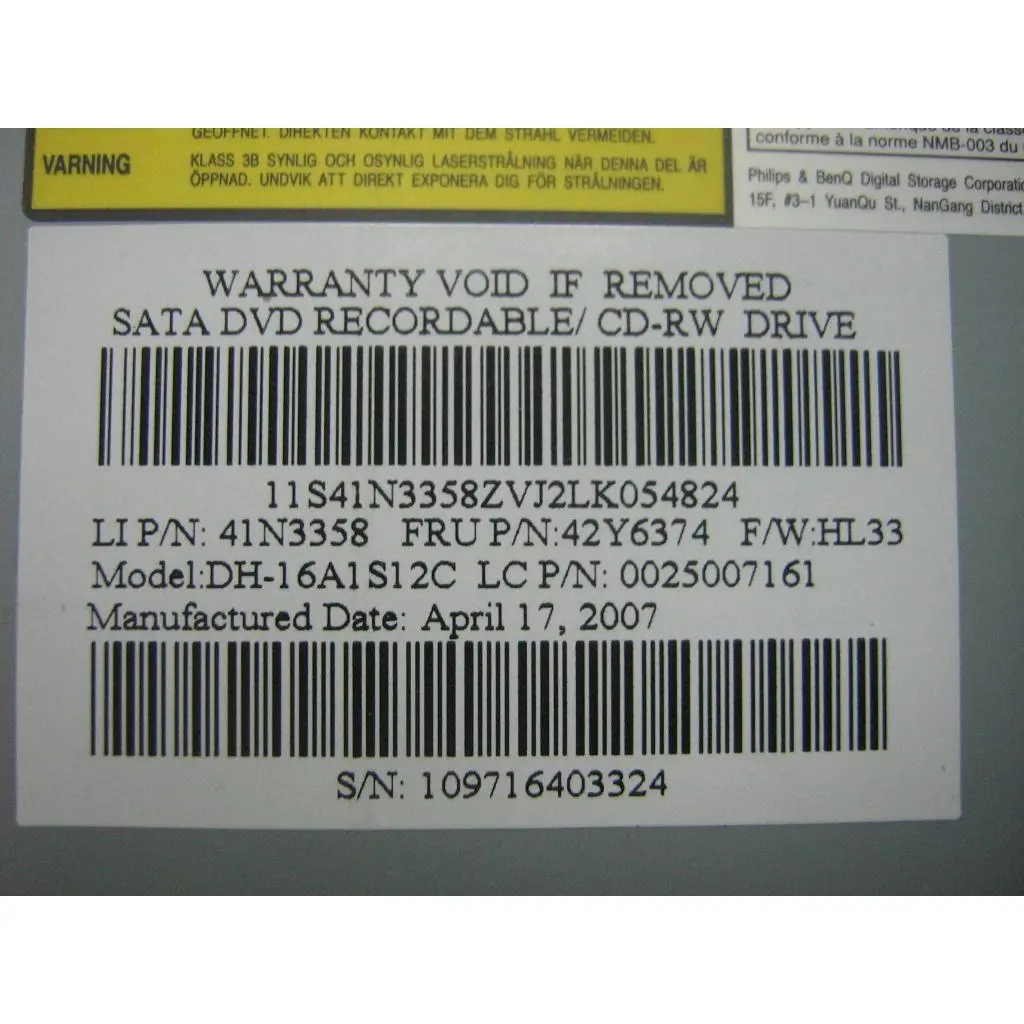 GEÖFFNET. DIREKTEN KONTAKT MIT DEM STRAHL VERMEIDEN.
VARNING
KLASS 3B SYNLIG OCH OSYNLIG LASERSTRÅLNING NÄR DENNA DEL ÄR
ÖPPNAD. UNDVIK ATT DIREKT EXPONERA DIG FÖR STRÅLNINGEN.
conforme à la norme NMB-003 du
Philips & BenQ Digital Storage Corporatio
15F, #3-1 YuanQu St., NanGang District
WARRANTY VOID IF REMOVED
SATA DVD RECORDABLE/ CD-RW DRIVE
11S41N3358ZVJ2LK054824
LI P/N: 41N3358 FRU P/N:42Y6374 F/W:HL33
Model:DH-16A1S12C LC P/N: 0025007161
Manufactured Date: April 17, 2007
S/N: 109716403324